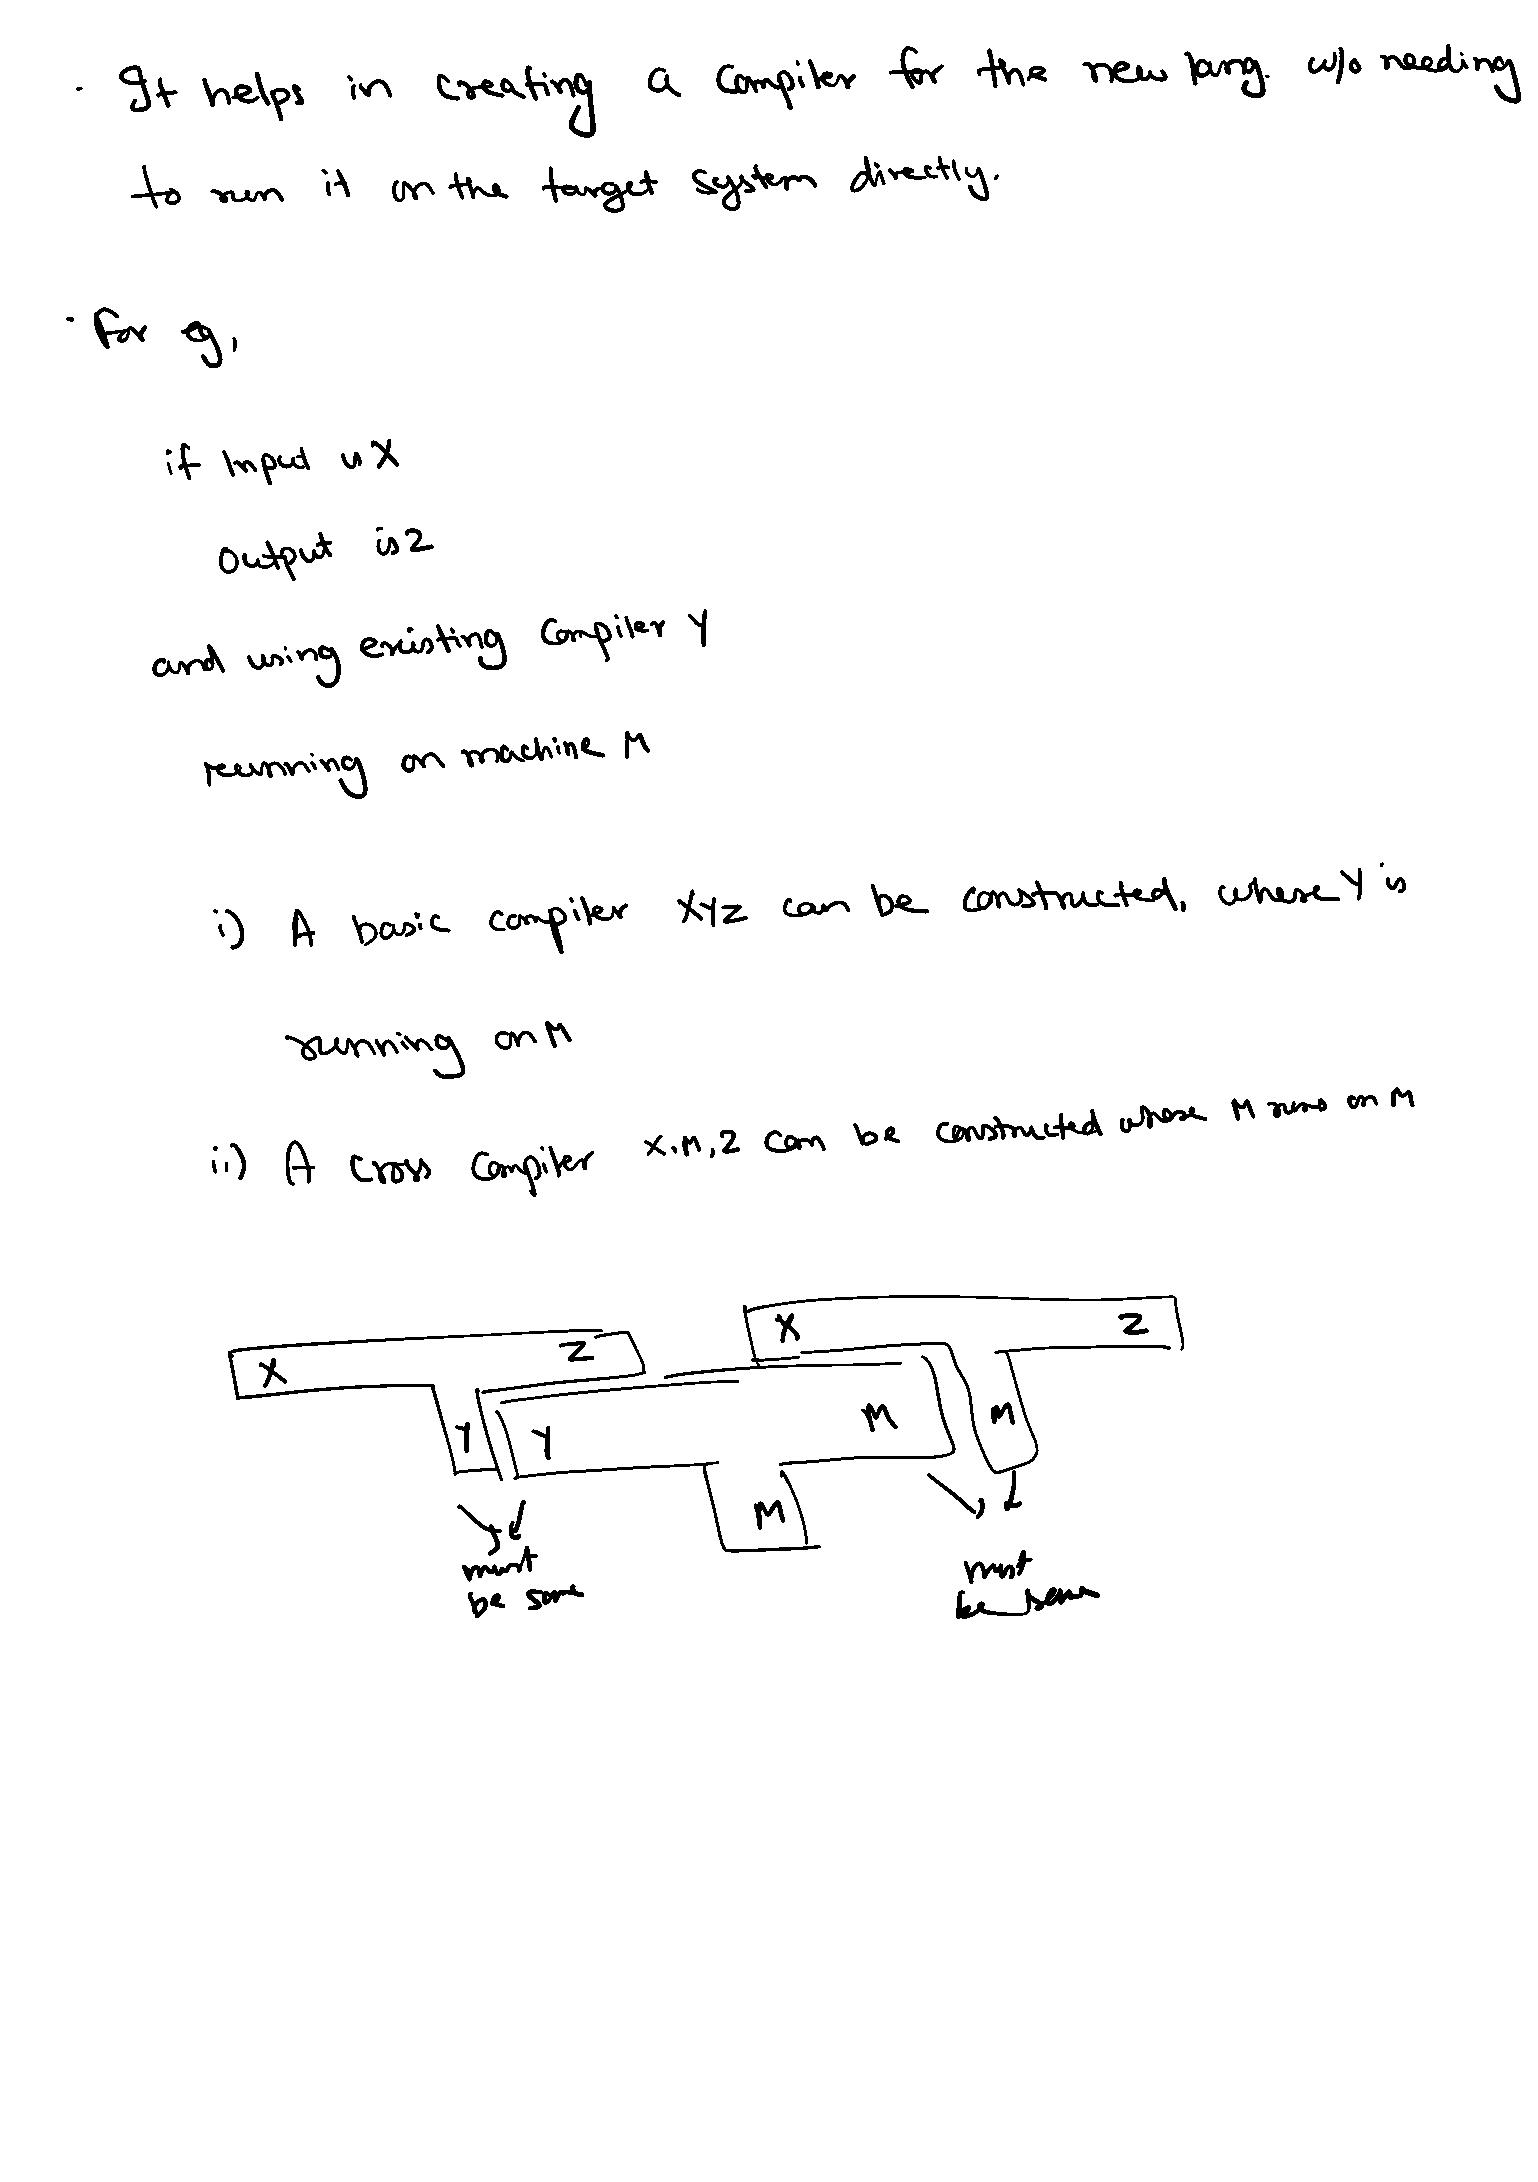 · It helps in creating a compiler for the new lang. w/o needing
to run it on the target system directly.
· For eg,
if Input is X
Output is Z
and using existing compiler Y
reunning on machine M
i) A basic compiler XYZ can be constructed, where Y is
running on M
ii) A cross compiler X.M,Z can be constructed where M runs on M
X Z
X Z
Y Y M M
M
must
be same
must
be same